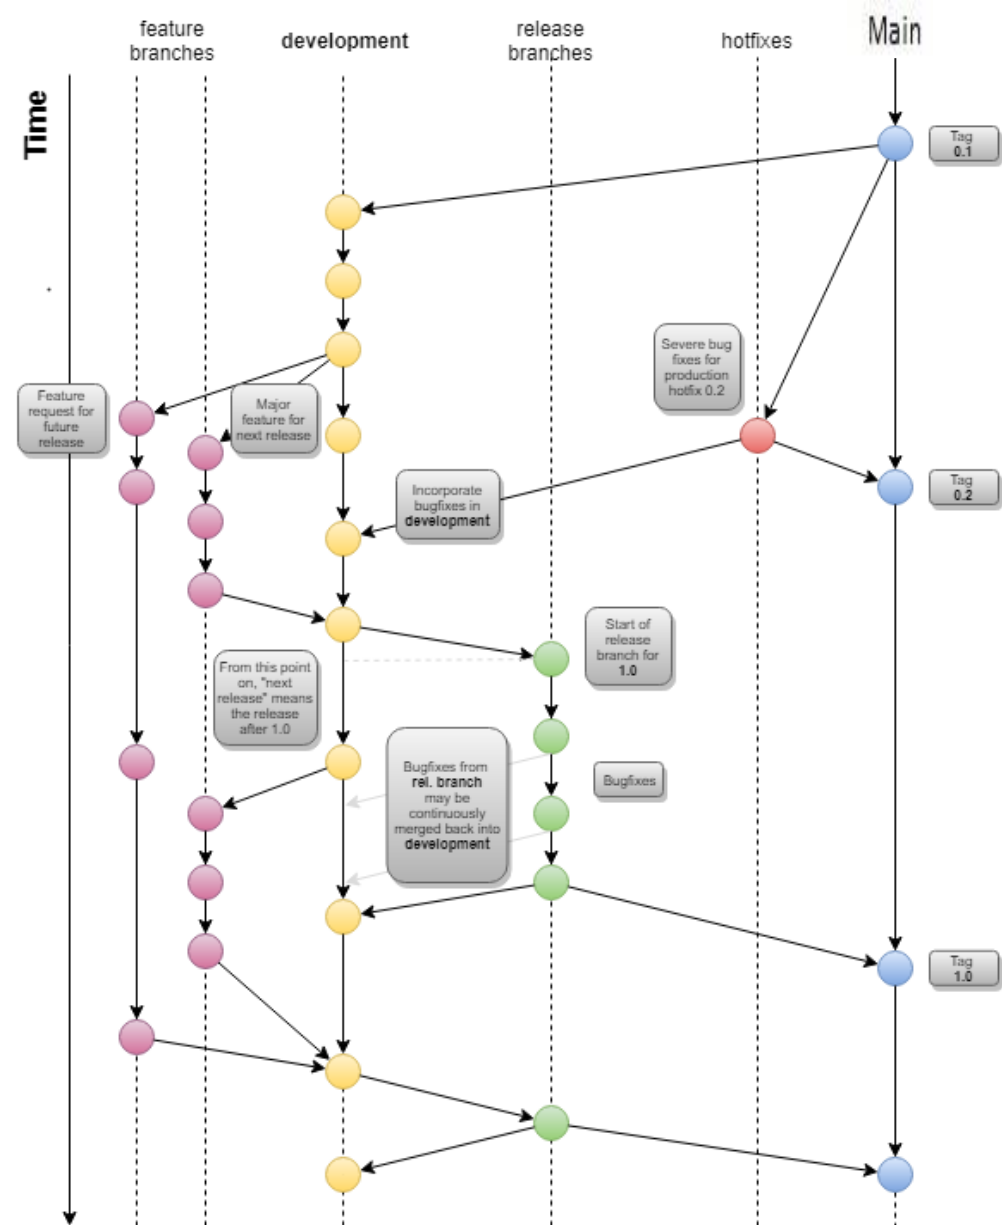 feature
branches
development
release
branches
hotfixes
Main
Time
Tag
0.1
Severe bug
fixes for
production
hotfix 0.2
Feature
request for
future
release
Major
feature for
next release
Incorporate
bugfixes in
development
Tag
0.2
Start of
release
branch for
1.0
From this point
on, "next
release" means
the release
after 1.0
Bugfixes from
rel. branch
may be
continuously
merged back into
development
Bugfixes
Tag
1.0